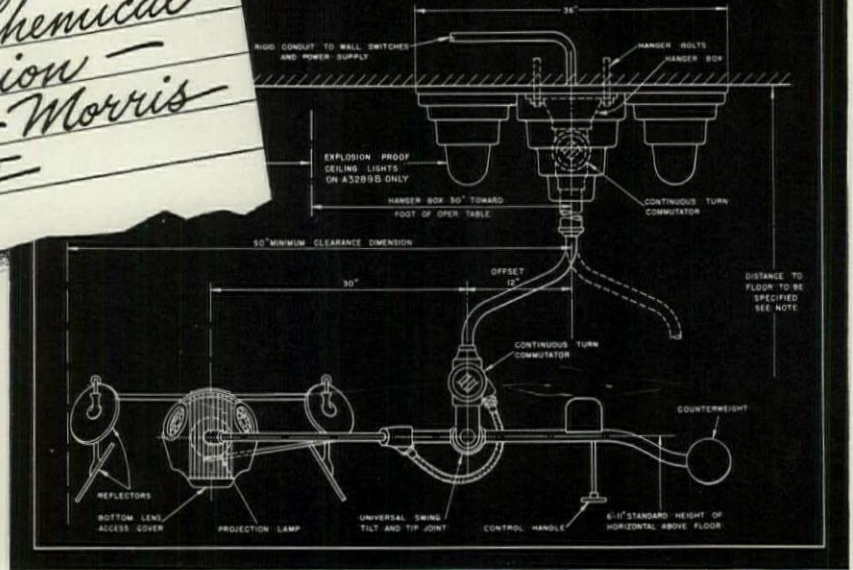 hemical
ion —
- Morris
36"
RIGID CONDUIT TO WALL SWITCHES
AND POWER-SUPPLY
HANGER BOLTS
HANGER BOX
EXPLOSION PROOF
CEILING LIGHTS
ON A3289B ONLY
HANGER BOX 30" TOWARD
FOOT OF OPER. TABLE
CONTINUOUS TURN
COMMUTATOR
50" MINIMUM CLEARANCE DIMENSION
30"
OFFSET
12"
DISTANCE TO
FLOOR TO BE
SPECIFIED
SEE NOTE
CONTINUOUS TURN
COMMUTATOR
COUNTERWEIGHT
REFLECTORS
BOTTOM LENS
ACCESS COVER
PROJECTION LAMP
UNIVERSAL SWING
TILT AND TIP JOINT
CONTROL HANDLE
6'-11" STANDARD HEIGHT OF
HORIZONTAL ABOVE FLOOR